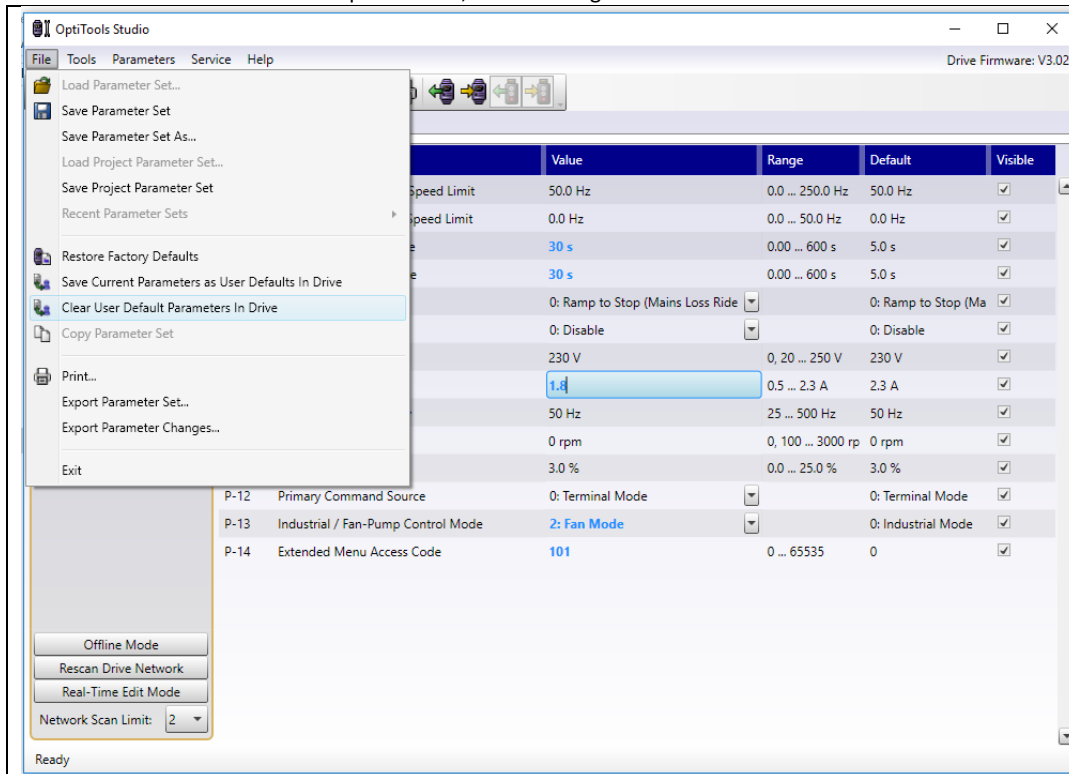 OptiTools Studio
File Tools Parameters Service Help Drive Firmware: V3.02
Load Parameter Set...
Save Parameter Set
Save Parameter Set As...
Load Project Parameter Set...
Save Project Parameter Set
Recent Parameter Sets
Restore Factory Defaults
Save Current Parameters as User Defaults In Drive
Clear User Default Parameters In Drive
Copy Parameter Set
Print...
Export Parameter Set...
Export Parameter Changes...
Exit
Value Range Default Visible
Speed Limit 50.0 Hz 0.0 ... 250.0 Hz 50.0 Hz
Speed Limit 0.0 Hz 0.0 ... 50.0 Hz 0.0 Hz
e 30 s 0.00 ... 600 s 5.0 s
e 30 s 0.00 ... 600 s 5.0 s
0: Ramp to Stop (Mains Loss Ride 0: Ramp to Stop (Ma
0: Disable 0: Disable
230 V 0, 20 ... 250 V 230 V
1.8 0.5 ... 2.3 A 2.3 A
50 Hz 25 ... 500 Hz 50 Hz
0 rpm 0, 100 ... 3000 rp 0 rpm
3.0 % 0.0 ... 25.0 % 3.0 %
P-12 Primary Command Source 0: Terminal Mode 0: Terminal Mode
P-13 Industrial / Fan-Pump Control Mode 2: Fan Mode 0: Industrial Mode
P-14 Extended Menu Access Code 101 0 ... 65535 0
Offline Mode
Rescan Drive Network
Real-Time Edit Mode
Network Scan Limit: 2
Ready